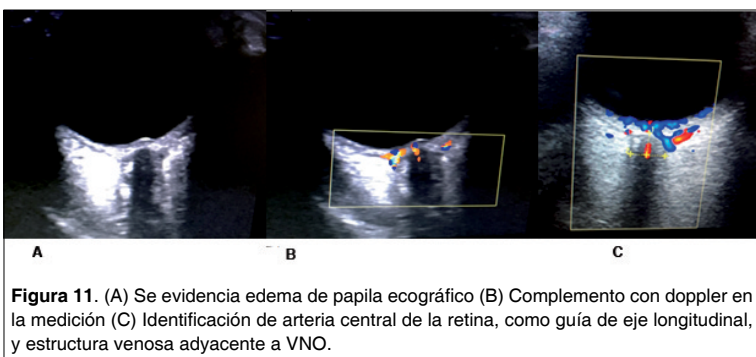 A
B
C
Figura 11. (A) Se evidencia edema de papila ecográfico (B) Complemento con doppler en
la medición (C) Identificación de arteria central de la retina, como guía de eje longitudinal,
y estructura venosa adyacente a VNO.